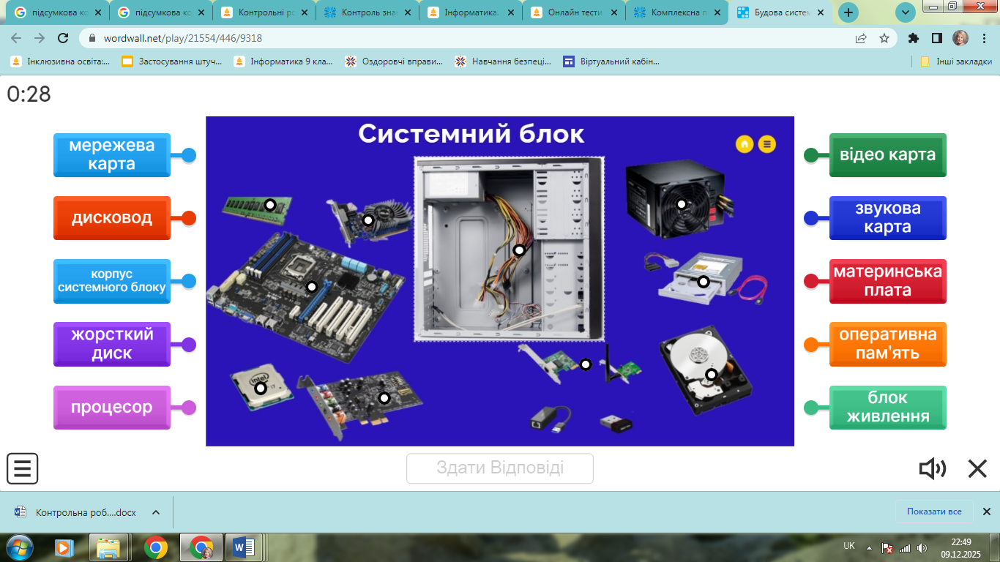 підсумкова ко
підсумкова ко
Контрольні ро
Контроль зна
Інформатика.
Онлайн тести
Комплексна п
Будова систем
wordwall.net/play/21554/446/9318
Інклюзивна освіта:...
Застосування штуч...
Інформатика 9 кла...
Оздоровчі вправи...
Навчання безпеці...
Віртуальний кабін...
Інші закладки
0:28
Системний блок
мережева
карта
дисковод
корпус
системного блоку
жорсткий
диск
процесор
відео карта
звукова
карта
материнська
плата
оперативна
пам'ять
блок
живлення
intel
Здати Відповіді
Контрольна роб....docx
Показати все
UK
22:49
09.12.2025